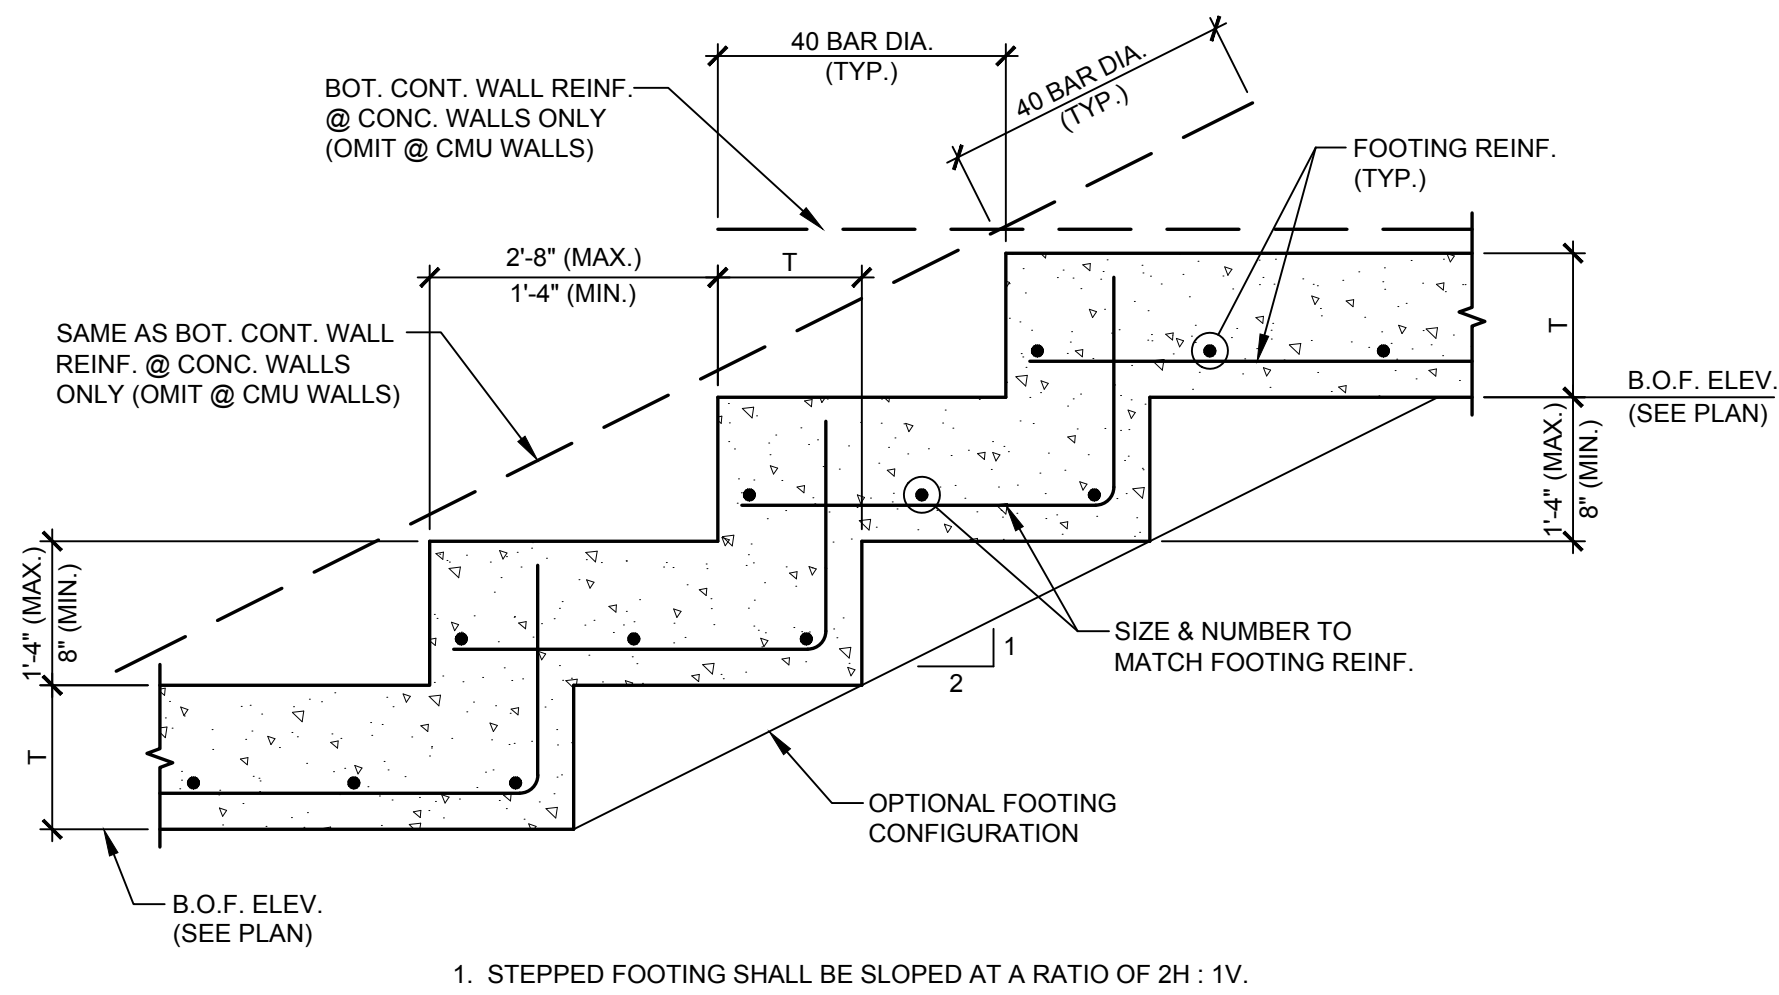 40 BAR DIA.
(TYP.)
40 BAR DIA.
(TYP.)
BOT. CONT. WALL REINF.
@ CONC. WALLS ONLY
(OMIT @ CMU WALLS)
FOOTING REINF.
(TYP.)
2'-8" (MAX.)
1'-4" (MIN.)
T
SAME AS BOT. CONT. WALL
REINF. @ CONC. WALLS
ONLY (OMIT @ CMU WALLS)
T
B.O.F. ELEV.
(SEE PLAN)
1'-4" (MAX.)
8" (MIN.)
1'-4" (MAX.)
8" (MIN.)
SIZE & NUMBER TO
MATCH FOOTING REINF.
1
2
T
OPTIONAL FOOTING
CONFIGURATION
B.O.F. ELEV.
(SEE PLAN)
1. STEPPED FOOTING SHALL BE SLOPED AT A RATIO OF 2H : 1V.